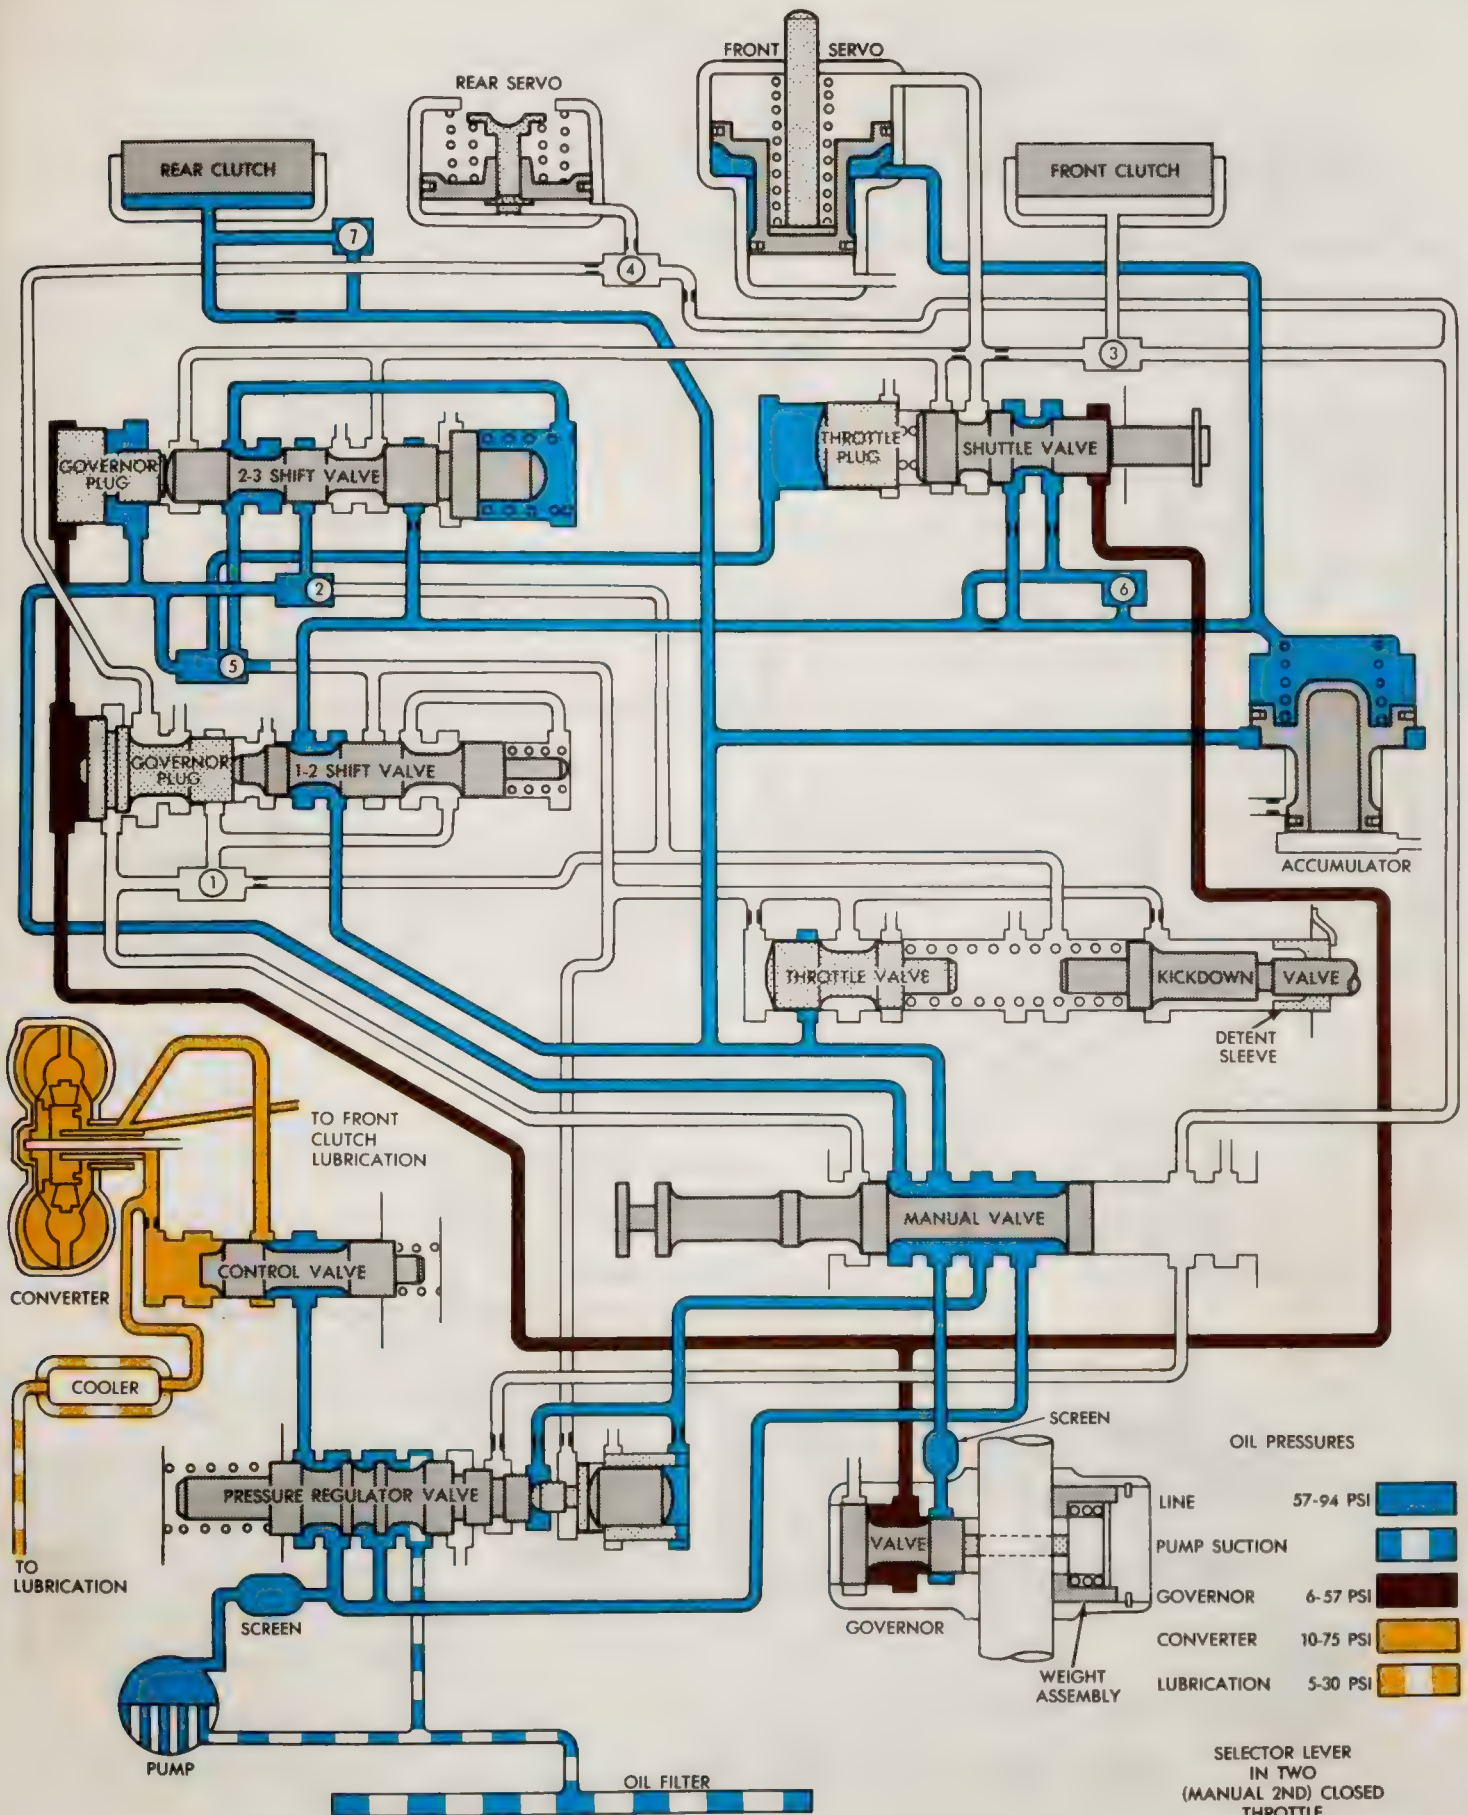 FRONT SERVO
REAR SERVO
REAR CLUTCH
FRONT CLUTCH
7
4
3
GOVERNOR
PLUG
2-3 SHIFT VALVE
THROTTLE
PLUG
SHUTTLE VALVE
2
6
5
GOVERNOR
PLUG
1-2 SHIFT VALVE
ACCUMULATOR
1
THROTTLE VALVE
KICKDOWN
VALVE
DETENT
SLEEVE
TO FRONT
CLUTCH
LUBRICATION
MANUAL VALVE
CONTROL VALVE
CONVERTER
COOLER
SCREEN
OIL PRESSURES
PRESSURE REGULATOR VALVE
LINE 57-94 PSI
VALVE
PUMP SUCTION
TO
LUBRICATION
GOVERNOR 6-57 PSI
SCREEN
GOVERNOR
CONVERTER 10-75 PSI
WEIGHT
ASSEMBLY
LUBRICATION 5-30 PSI
PUMP
OIL FILTER
SELECTOR LEVER
IN TWO
(MANUAL 2ND) CLOSED
THROTTLE